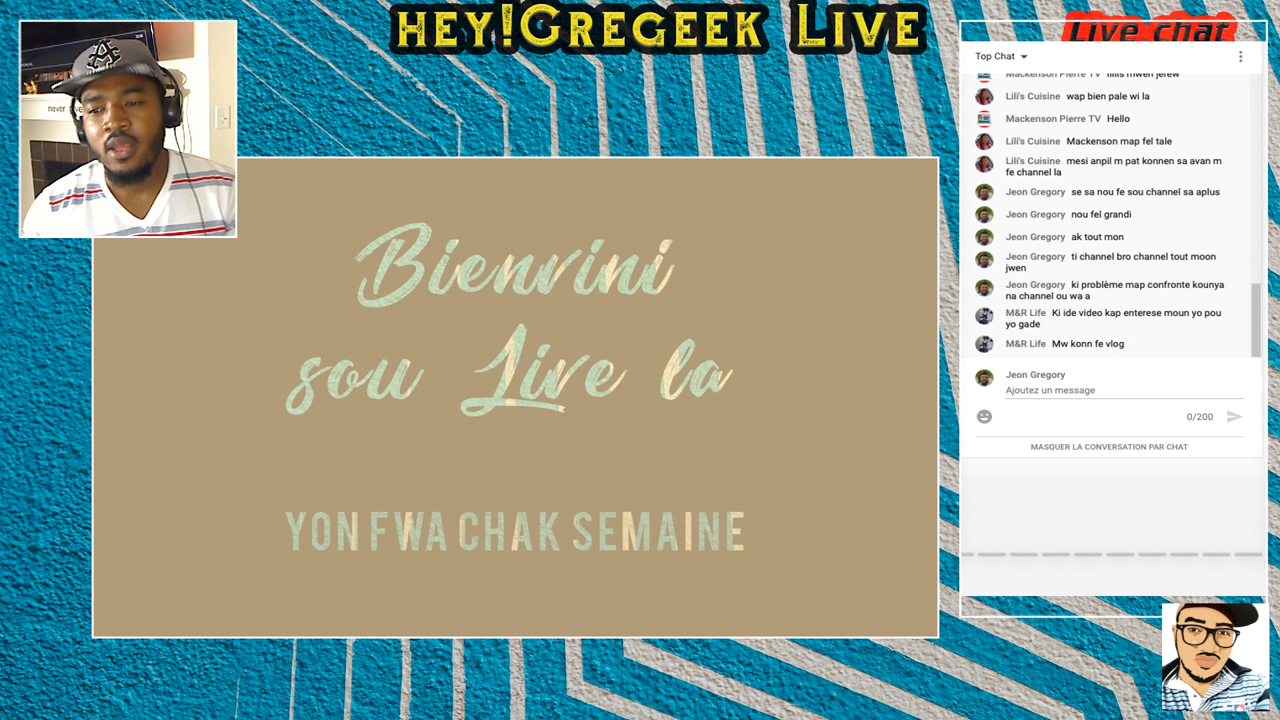 hey!Gregeek Live
Live chat
never
Top Chat
Mackenson Pierre TV
Lili's Cuisine wap bien pale wi la
Mackenson Pierre TV Hello
Lili's Cuisine Mackenson map fel tale
Lili's Cuisine mesi anpil m pat konnen sa avan m
fe channel la
Jeon Gregory se sa nou fe sou channel sa aplus
Jeon Gregory nou fel grandi
Jeon Gregory ak tout mon
Jeon Gregory ti channel bro channel tout moon
jwen
Jeon Gregory ki problème map confronte kounya
na channel ou wa a
M&R Life Ki ide video kap enterese moun yo pou
yo gade
M&R Life Mw konn fe vlog
Jeon Gregory
Ajoutez un message
0/200
MASQUER LA CONVERSATION PAR CHAT
Bienvini
sou Live la
YON FWA CHAK SEMAINE